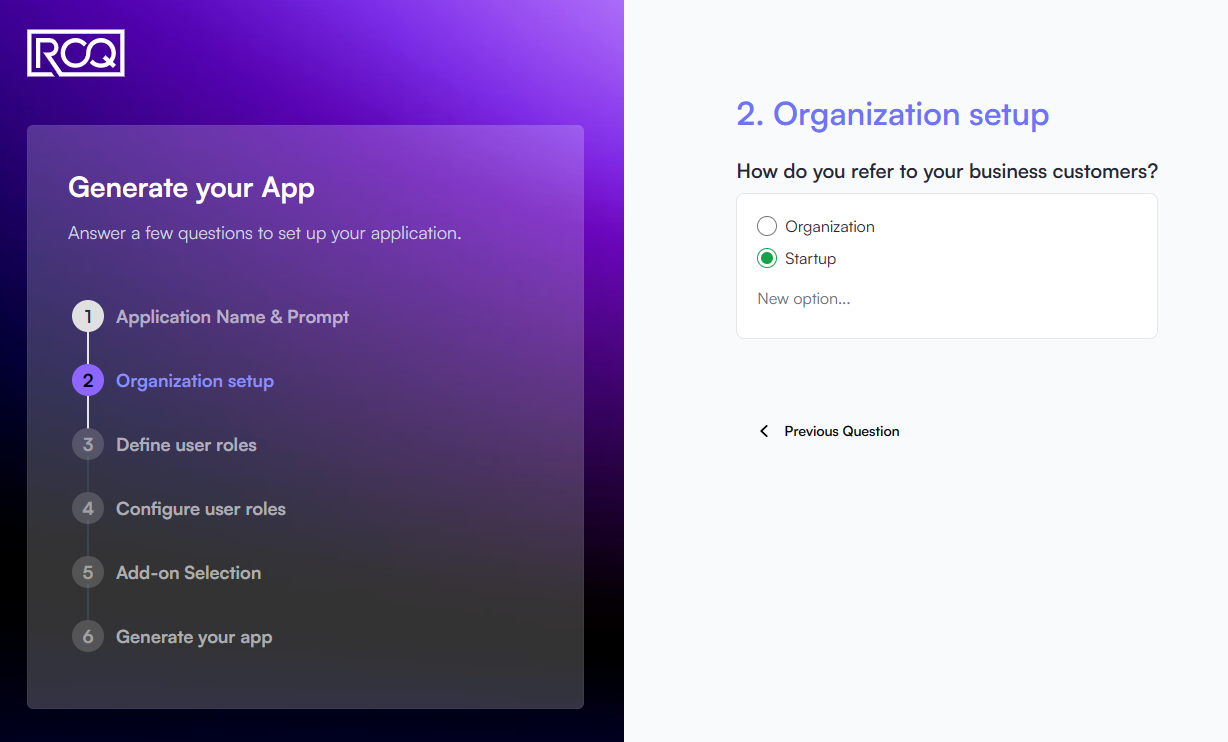 ROQ
Generate your App
Answer a few questions to set up your application.
1 Application Name & Prompt
2 Organization setup
3 Define user roles
4 Configure user roles
5 Add-on Selection
6 Generate your app
2. Organization setup
How do you refer to your business customers?
Organization
Startup
New option...
Previous Question